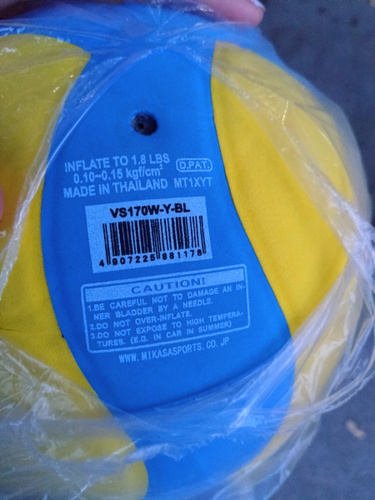 INFLATE TO 1.8 LBS
0.10~0.15 kgf/cm² D.PAT.
MADE IN THAILAND MT1XYT
VS170W-Y-BL
4 907225 881178
CAUTION!
1.BE CAREFUL NOT TO DAMAGE AN IN-
NER BLADDER BY A NEEDLE.
2.DO NOT OVER-INFLATE.
3.DO NOT EXPOSE TO HIGH TEMPERA-
TURES. (E.G. IN CAR IN SUMMER)
WWW.MIKASASPORTS.CO.JP